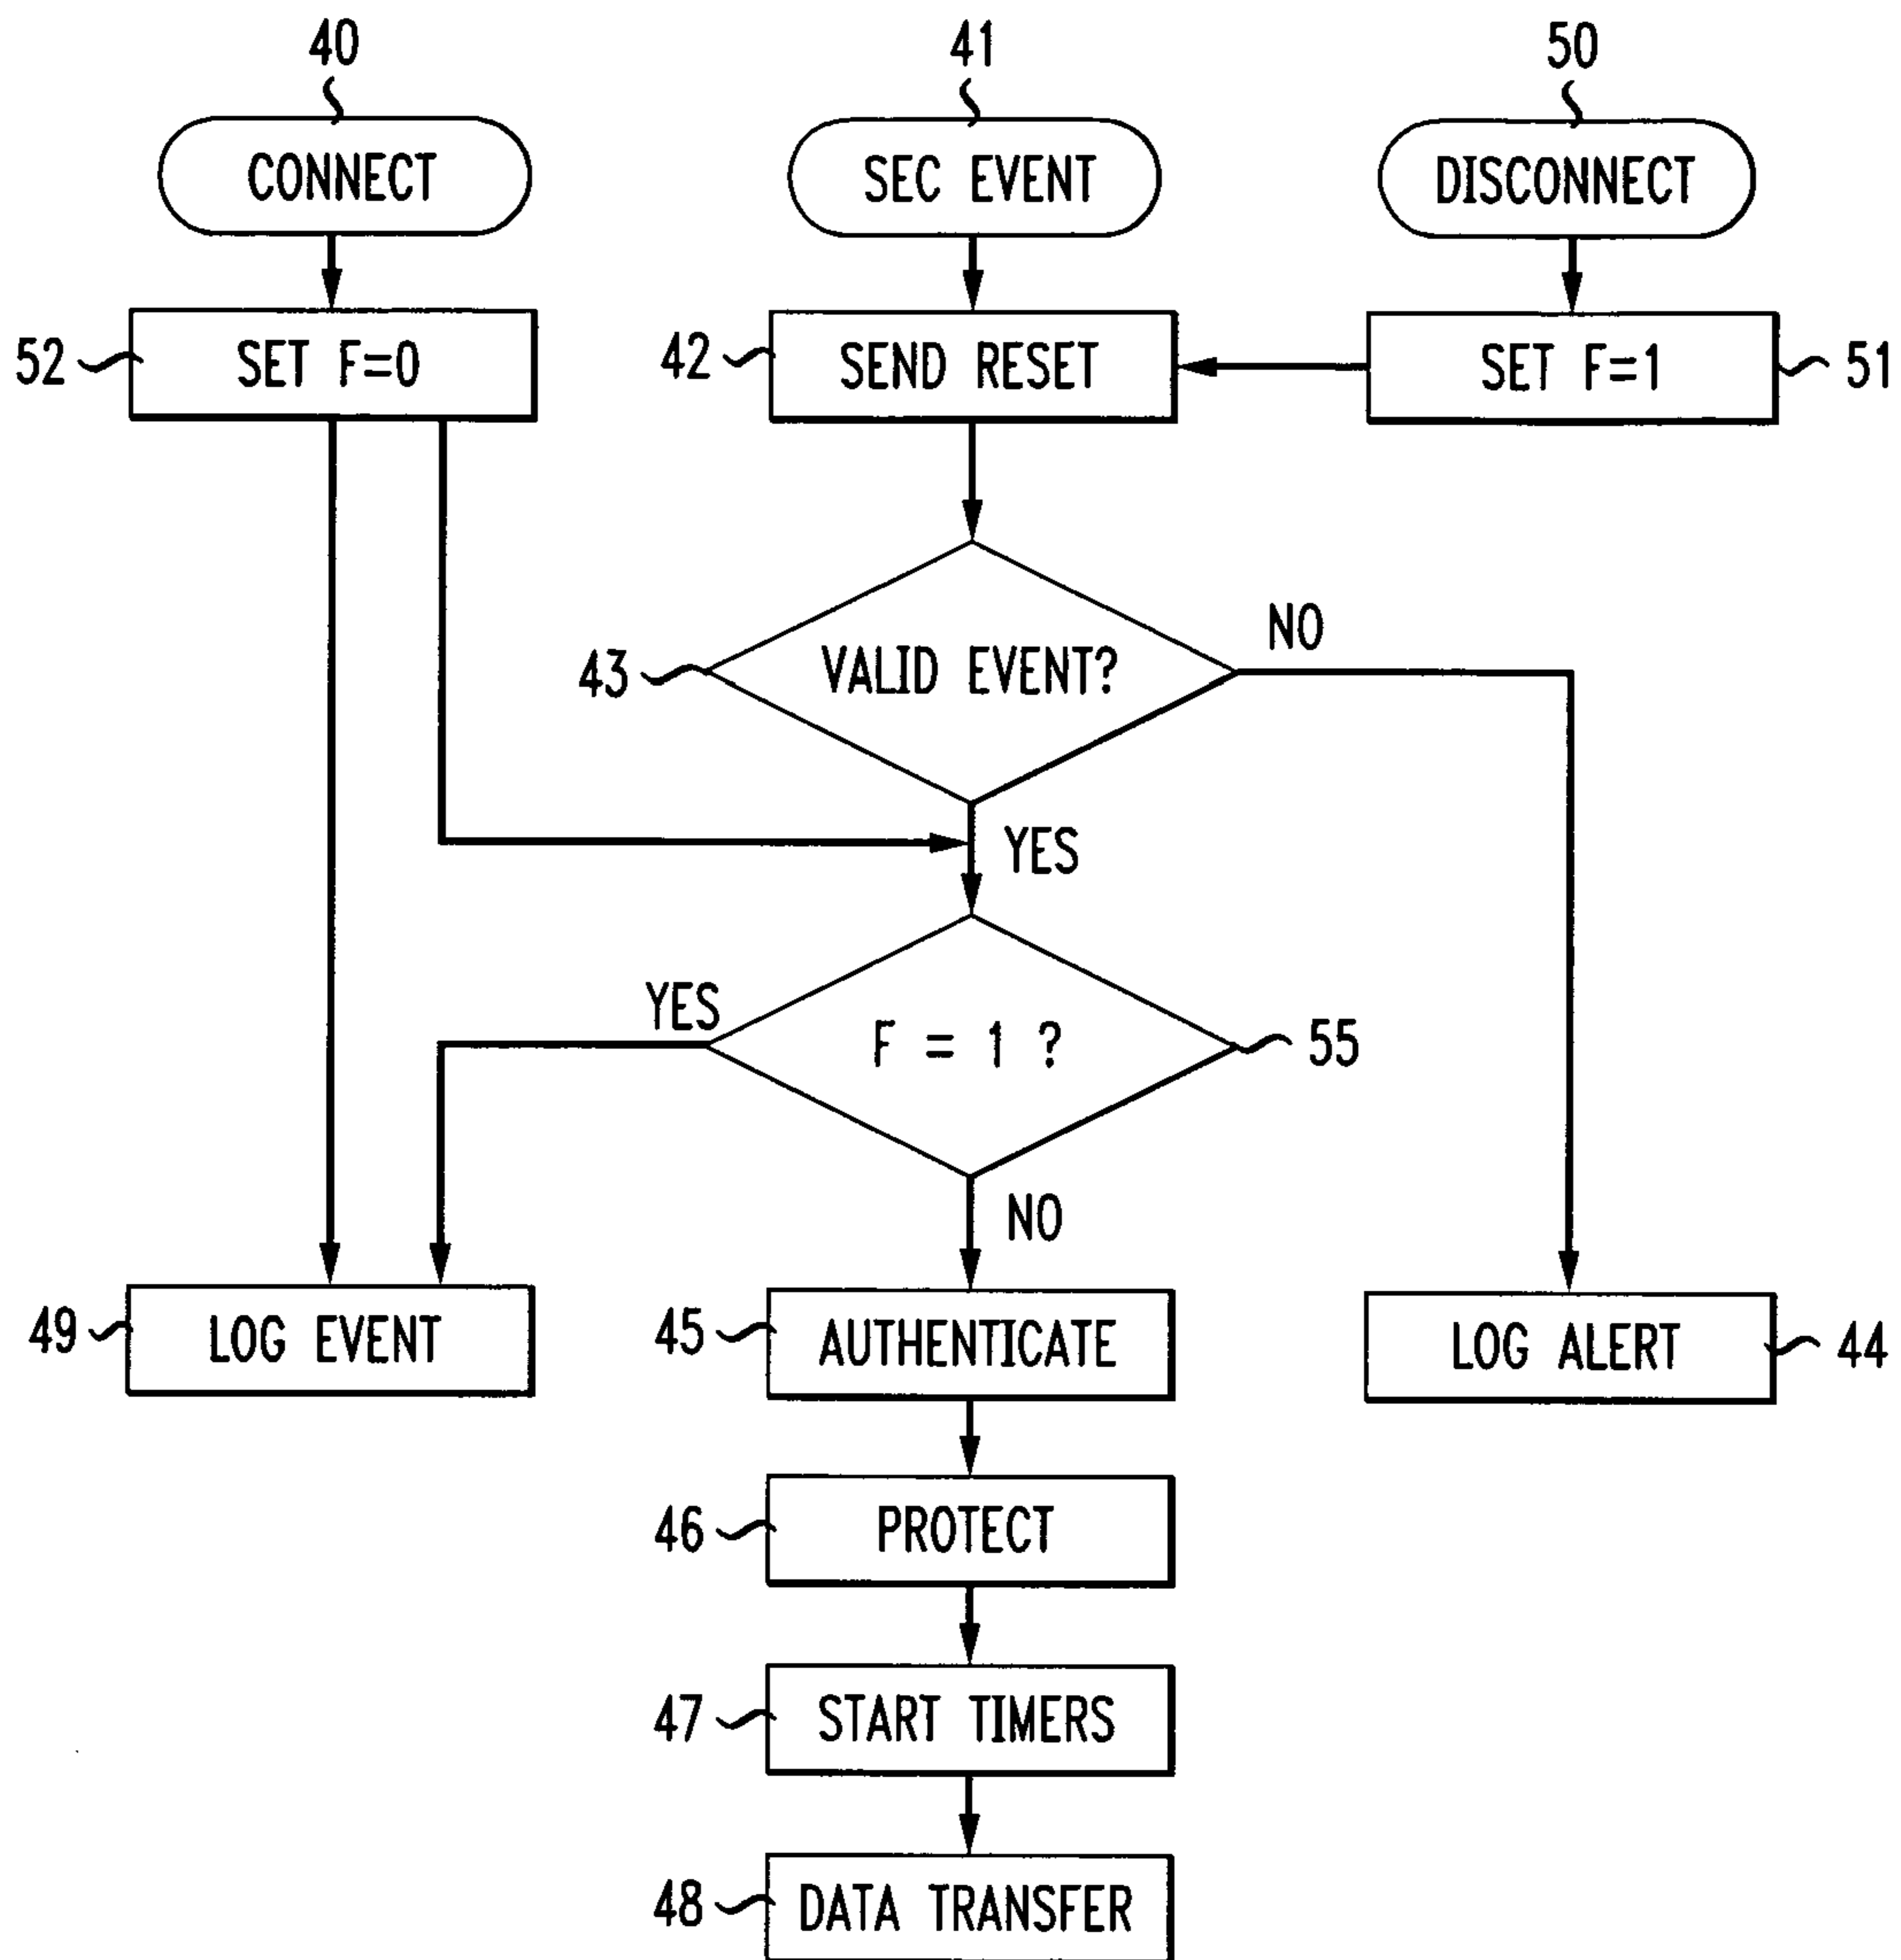 40 41 50
CONNECT SEC EVENT DISCONNECT
52 SET F=0 42 SEND RESET SET F=1 51
NO
43 VALID EVENT?
YES
YES
F = 1 ? 55
NO
49 LOG EVENT 45 AUTHENTICATE LOG ALERT 44
46 PROTECT
47 START TIMERS
48 DATA TRANSFER